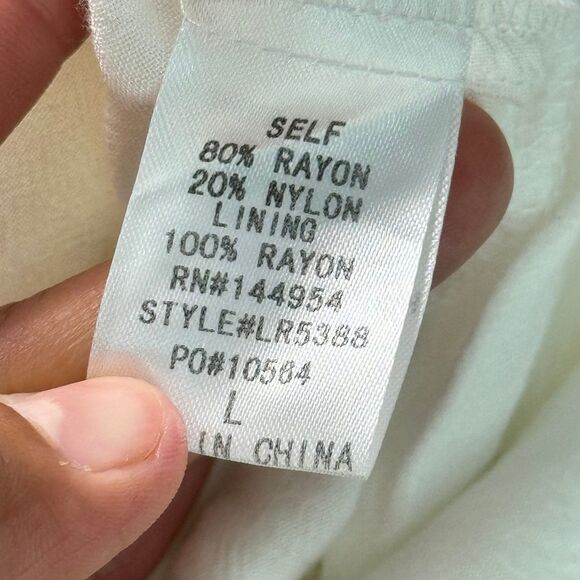 SELF
80% RAYON
20% NYLON
LINING
100% RAYON
RN#144954
STYLE#LR5388
PO#10564
L
IN CHINA